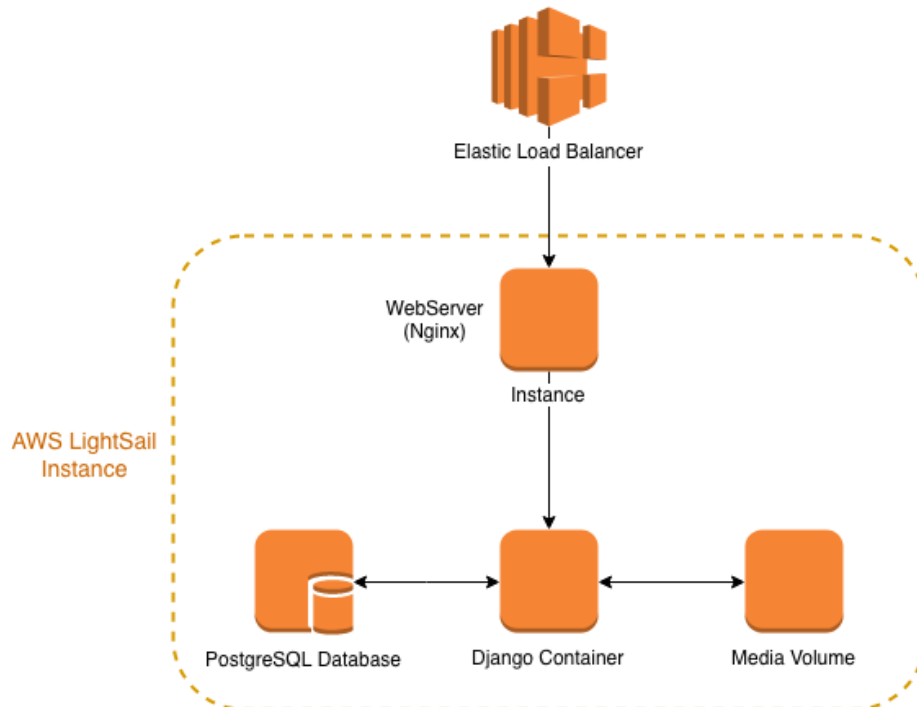 Elastic Load Balancer
WebServer
(Nginx)
Instance
AWS LightSail
Instance
PostgreSQL Database
Django Container
Media Volume